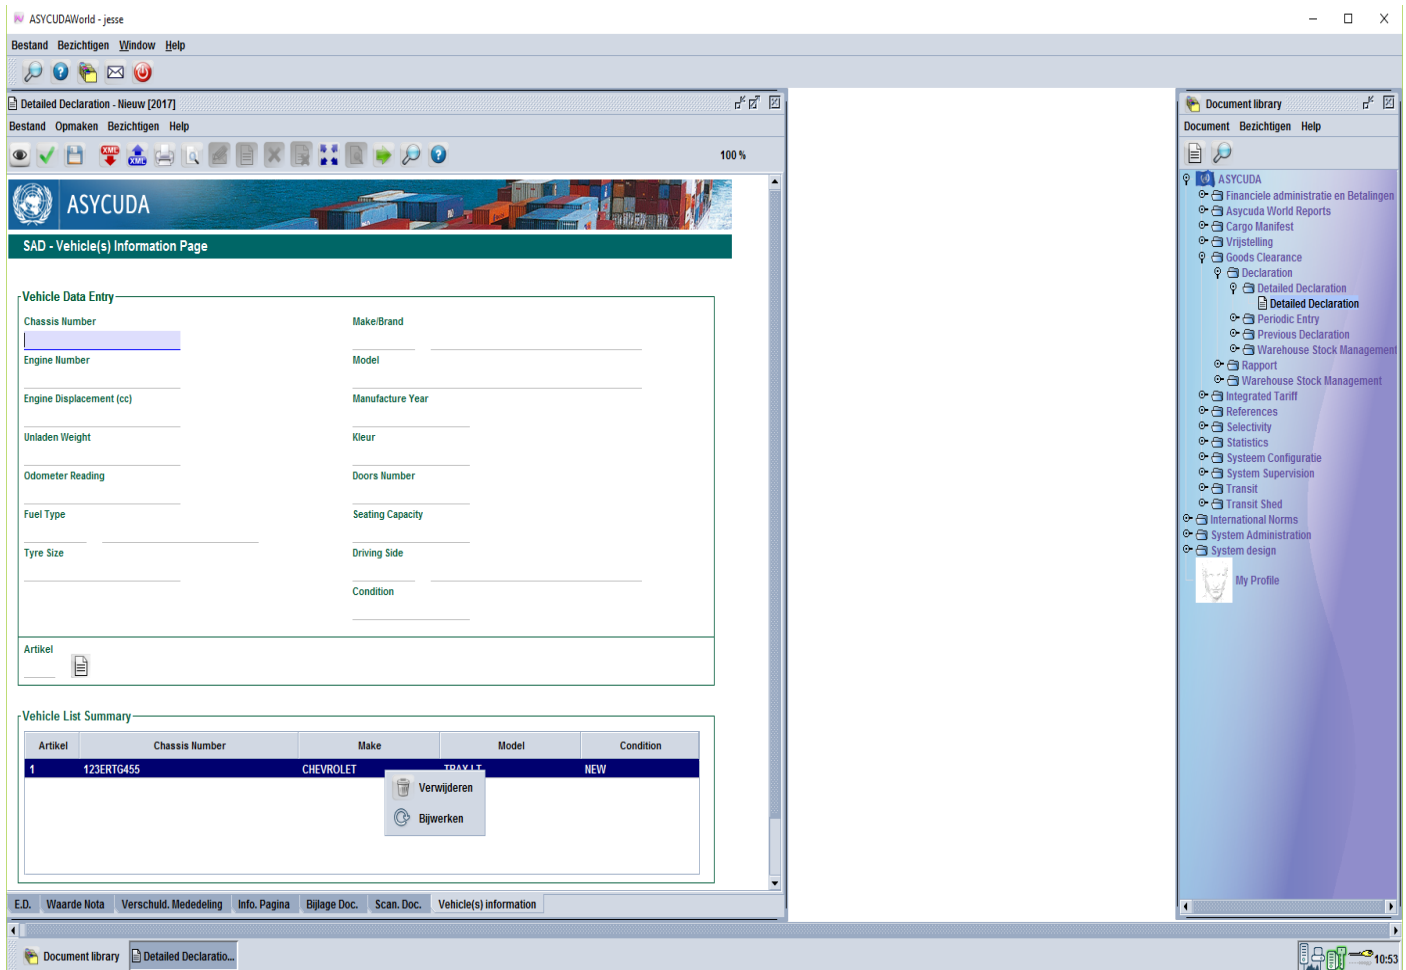 ASYCUDAWorld - jesse
Bestand Bezichtigen Window Help
Detailed Declaration - Nieuw [2017]
Bestand Opmaken Bezichtigen Help
XML XML
100 %
ASYCUDA
SAD - Vehicle(s) Information Page
Vehicle Data Entry
Chassis Number Make/Brand
Engine Number Model
Engine Displacement (cc) Manufacture Year
Unladen Weight Kleur
Odometer Reading Doors Number
Fuel Type Seating Capacity
Tyre Size Driving Side
Condition
Artikel
Vehicle List Summary
Artikel Chassis Number Make Model Condition
1 123ERTG455 CHEVROLET TRAX LT NEW
Verwijderen
Bijwerken
E.D. Waarde Nota Verschuld. Mededeling Info. Pagina Bijlage Doc. Scan. Doc. Vehicle(s) information
Document library
Document Bezichtigen Help
ASYCUDA
Financiele administratie en Betalingen
Asycuda World Reports
Cargo Manifest
Vrijstelling
Goods Clearance
Declaration
Detailed Declaration
Detailed Declaration
Periodic Entry
Previous Declaration
Warehouse Stock Management
Rapport
Warehouse Stock Management
Integrated Tariff
References
Selectivity
Statistics
Systeem Configuratie
System Supervision
Transit
Transit Shed
International Norms
System Administration
System design
My Profile
Document library Detailed Declaratio...
10:53